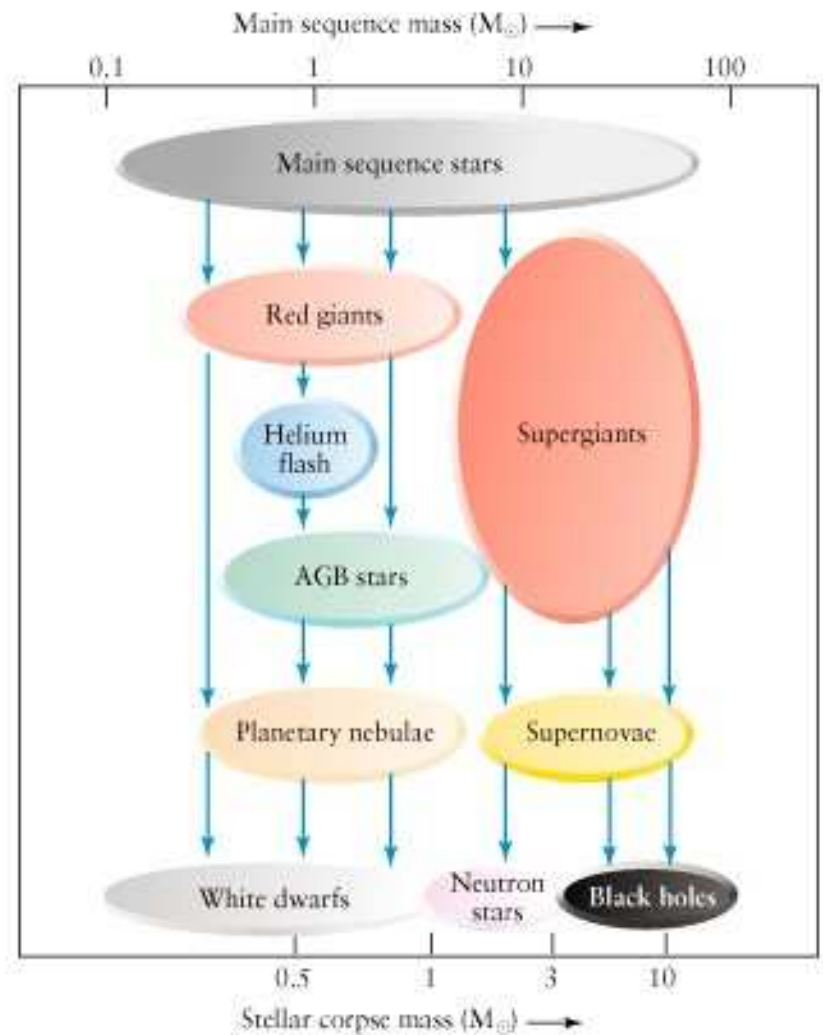 Main sequence mass (M☉) ⟶
0.1 1 10 100
Main sequence stars
Red giants
Helium
flash
Supergiants
AGB stars
Planetary nebulae
Supernovae
White dwarfs
Neutron
stars
Black holes
0.5 1 3 10
Stellar corpse mass (M☉) ⟶